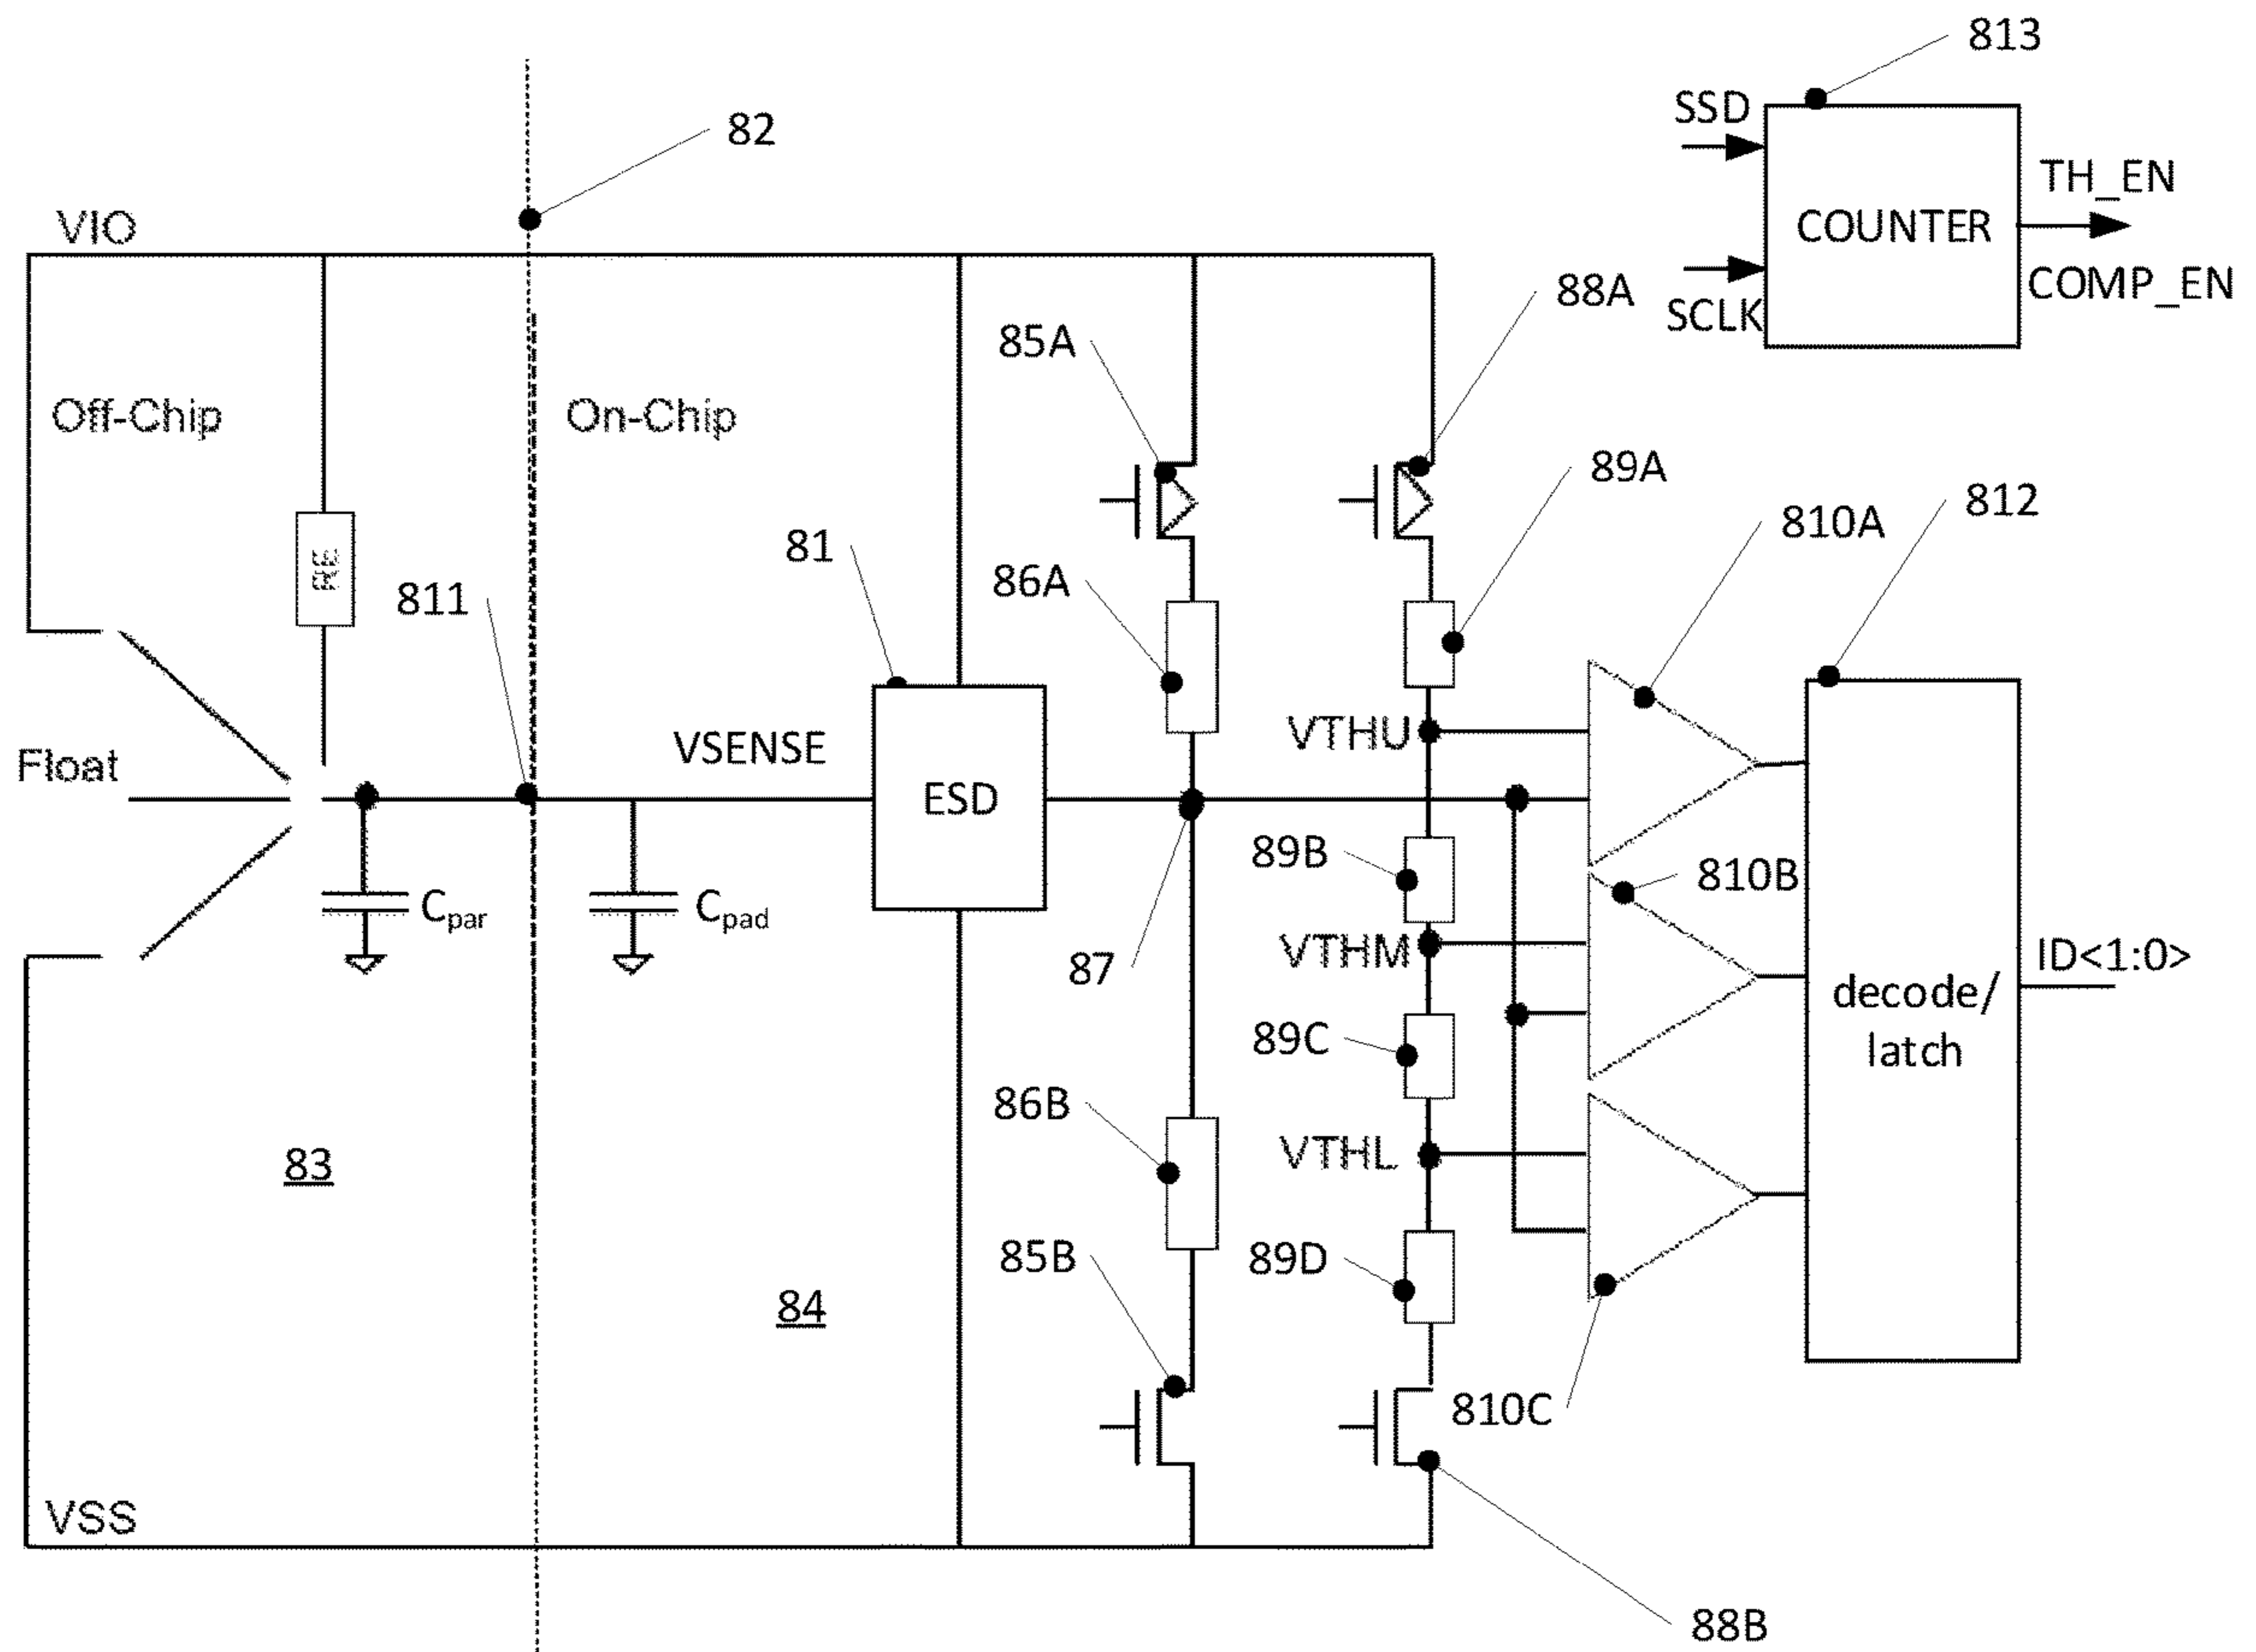 813
SSD
82
TH_EN
VIO
COUNTER
88A
COMP_EN
SCLK
85A
Off-Chip
On-Chip
89A
812
810A
81
RE
86A
811
VTHU
VSENSE
Float
ESD
89B
810B
Cpar
Cpad
VTHM
ID<1:0>
87
decode/
latch
89C
86B
VTHL
83
85B
89D
84
810C
VSS
88B